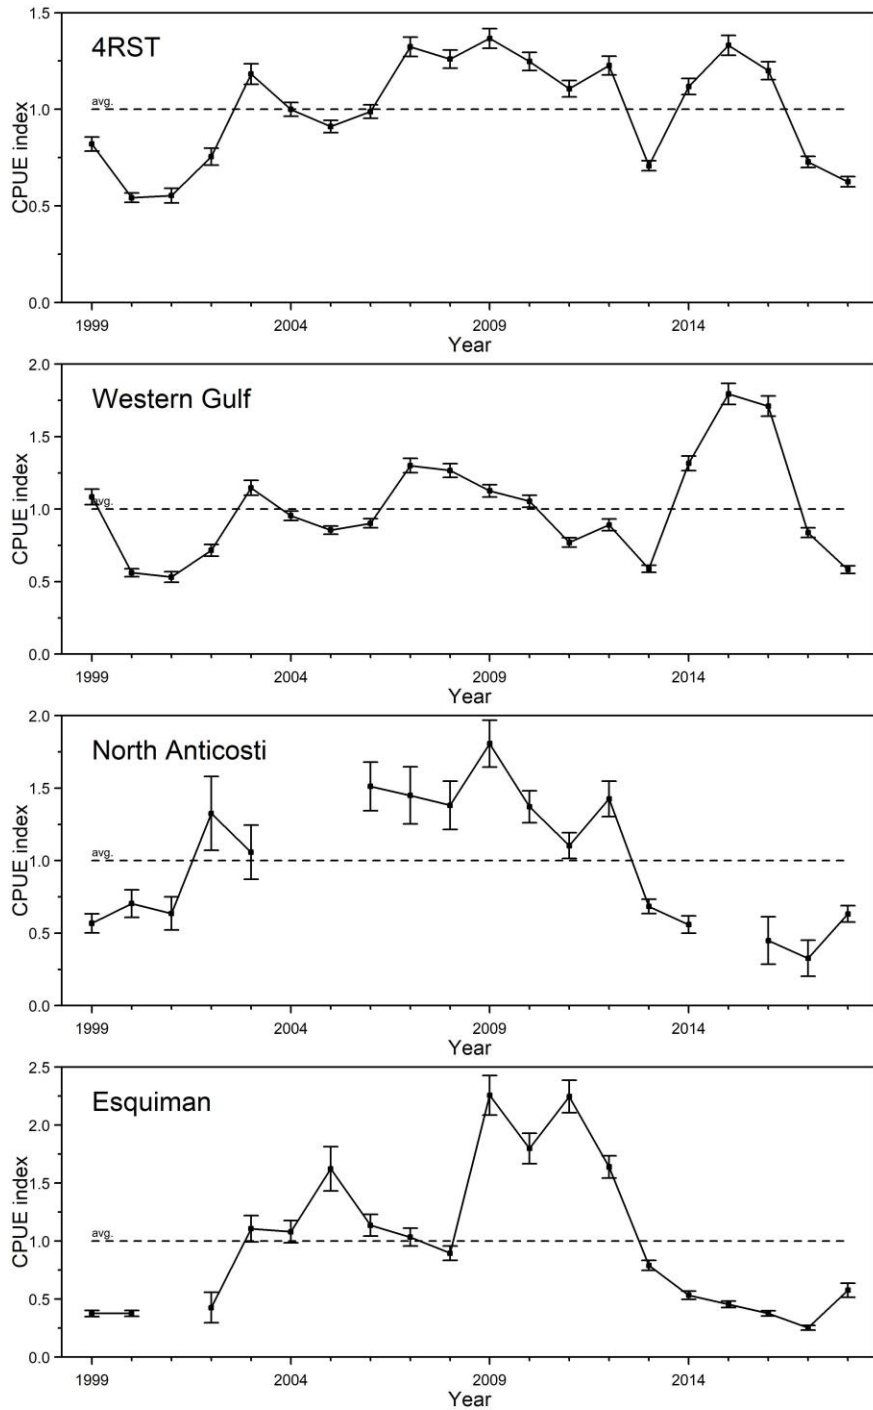 4RST
CPUE index
1.5
1.0
0.5
0.0
avg.
1999
2004
2009
2014
Year
Western Gulf
CPUE index
2.0
1.5
1.0
0.5
0.0
avg.
1999
2004
2009
2014
Year
North Anticosti
CPUE index
2.0
1.5
1.0
0.5
0.0
avg.
1999
2004
2009
2014
Year
Esquiman
CPUE index
2.5
2.0
1.5
1.0
0.5
0.0
avg.
1999
2004
2009
2014
Year